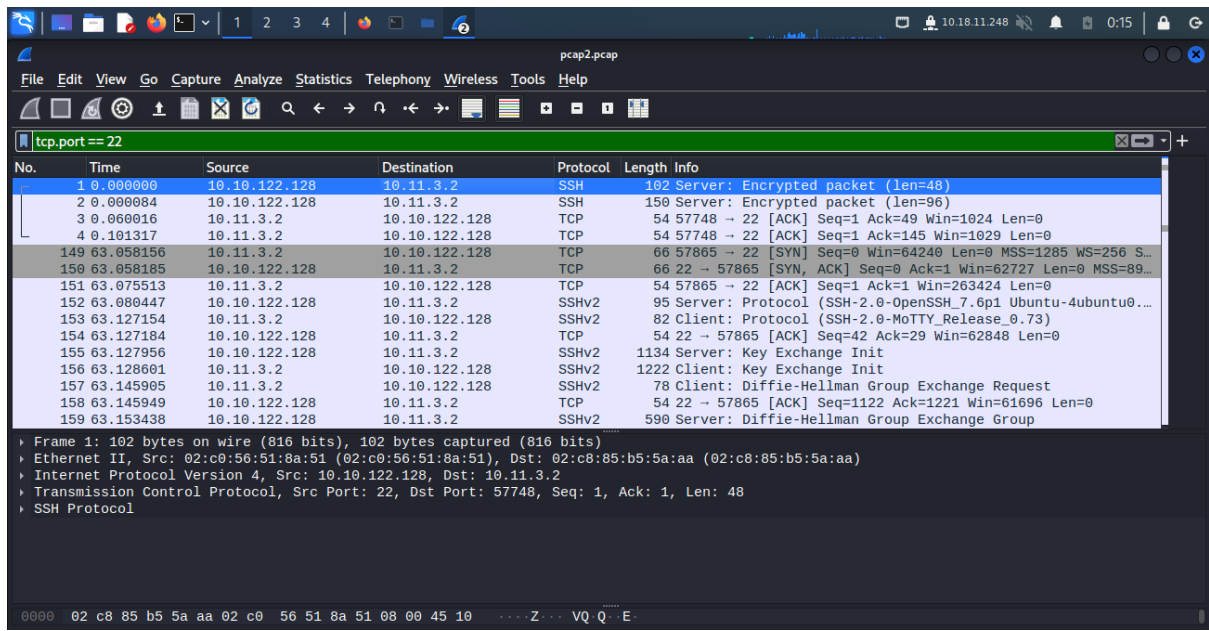 1 2 3 4 10.18.11.248 0:15
pcap2.pcap
File Edit View Go Capture Analyze Statistics Telephony Wireless Tools Help
tcp.port == 22
No. Time Source Destination Protocol Length Info
1 0.000000 10.10.122.128 10.11.3.2 SSH 102 Server: Encrypted packet (len=48)
2 0.000084 10.10.122.128 10.11.3.2 SSH 150 Server: Encrypted packet (len=96)
3 0.060016 10.11.3.2 10.10.122.128 TCP 54 57748 → 22 [ACK] Seq=1 Ack=49 Win=1024 Len=0
4 0.101317 10.11.3.2 10.10.122.128 TCP 54 57748 → 22 [ACK] Seq=1 Ack=145 Win=1029 Len=0
149 63.058156 10.11.3.2 10.10.122.128 TCP 66 57865 → 22 [SYN] Seq=0 Win=64240 Len=0 MSS=1285 WS=256 S…
150 63.058185 10.10.122.128 10.11.3.2 TCP 66 22 → 57865 [SYN, ACK] Seq=0 Ack=1 Win=62727 Len=0 MSS=89…
151 63.075513 10.11.3.2 10.10.122.128 TCP 54 57865 → 22 [ACK] Seq=1 Ack=1 Win=263424 Len=0
152 63.080447 10.10.122.128 10.11.3.2 SSHv2 95 Server: Protocol (SSH-2.0-OpenSSH_7.6p1 Ubuntu-4ubuntu0.…
153 63.127154 10.11.3.2 10.10.122.128 SSHv2 82 Client: Protocol (SSH-2.0-MoTTY_Release_0.73)
154 63.127184 10.10.122.128 10.11.3.2 TCP 54 22 → 57865 [ACK] Seq=42 Ack=29 Win=62848 Len=0
155 63.127956 10.10.122.128 10.11.3.2 SSHv2 1134 Server: Key Exchange Init
156 63.128601 10.11.3.2 10.10.122.128 SSHv2 1222 Client: Key Exchange Init
157 63.145905 10.11.3.2 10.10.122.128 SSHv2 78 Client: Diffie-Hellman Group Exchange Request
158 63.145949 10.10.122.128 10.11.3.2 TCP 54 22 → 57865 [ACK] Seq=1122 Ack=1221 Win=61696 Len=0
159 63.153438 10.10.122.128 10.11.3.2 SSHv2 590 Server: Diffie-Hellman Group Exchange Group
Frame 1: 102 bytes on wire (816 bits), 102 bytes captured (816 bits)
Ethernet II, Src: 02:c0:56:51:8a:51 (02:c0:56:51:8a:51), Dst: 02:c8:85:b5:5a:aa (02:c8:85:b5:5a:aa)
Internet Protocol Version 4, Src: 10.10.122.128, Dst: 10.11.3.2
Transmission Control Protocol, Src Port: 22, Dst Port: 57748, Seq: 1, Ack: 1, Len: 48
SSH Protocol
0000 02 c8 85 b5 5a aa 02 c0 56 51 8a 51 08 00 45 10 ····Z··· VQ·Q··E·